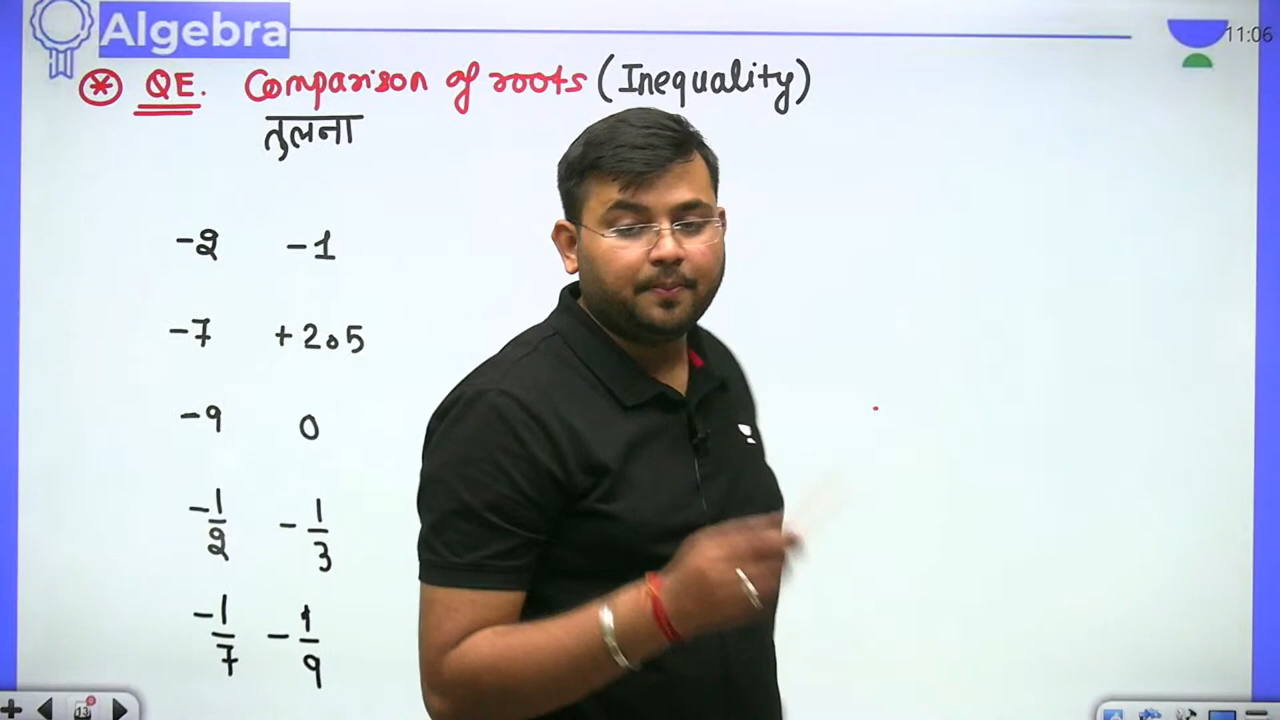 Algebra
11:06
* QE. Comparison of roots (Inequality)
तुलना
-2 -1
-7 +2.5
-9 0
-1/2 -1/3
-1/7 -1/9
13